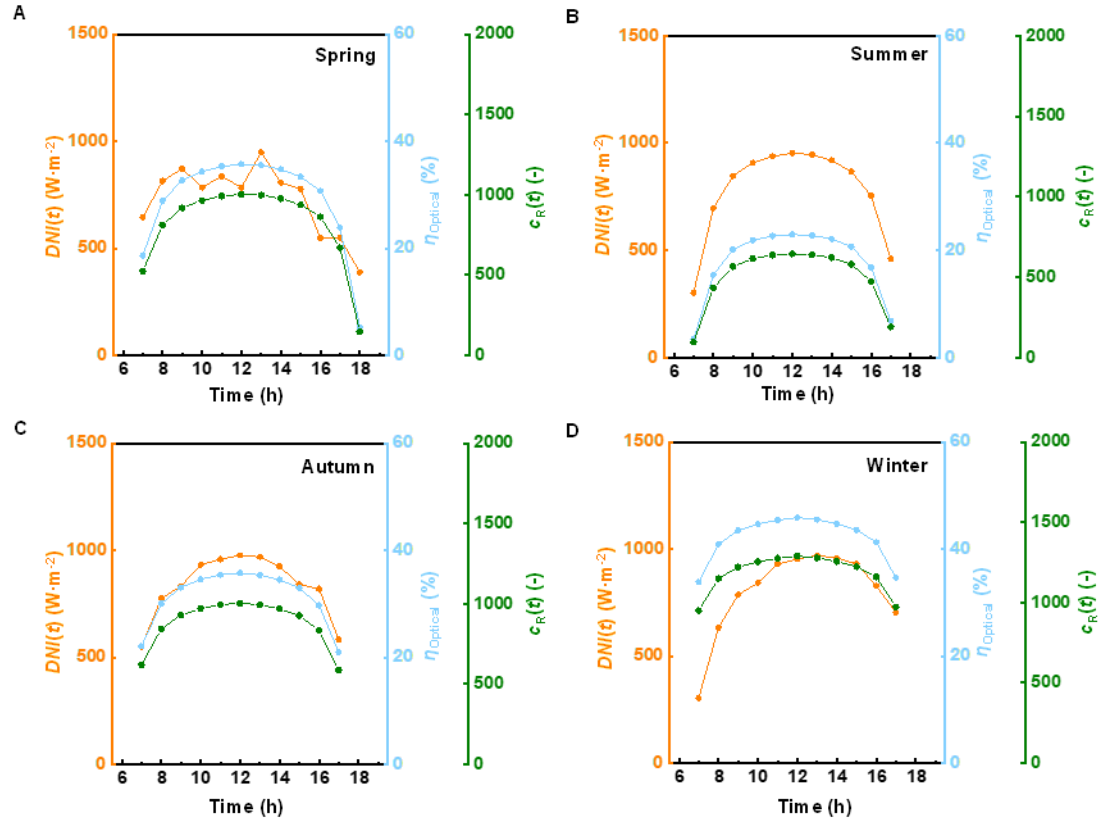 A
Spring
1500
1000
500
0
DNI(t) (W·m⁻²)
60
40
20
0
ηOptical (%)
2000
1500
1000
500
0
cR(t) (-)
6 8 10 12 14 16 18
Time (h)
B
Summer
1500
1000
500
0
DNI(t) (W·m⁻²)
60
40
20
0
ηOptical (%)
2000
1500
1000
500
0
cR(t) (-)
6 8 10 12 14 16 18
Time (h)
C
Autumn
1500
1000
500
0
DNI(t) (W·m⁻²)
60
40
20
0
ηOptical (%)
2000
1500
1000
500
0
cR(t) (-)
6 8 10 12 14 16 18
Time (h)
D
Winter
1500
1000
500
0
DNI(t) (W·m⁻²)
60
40
20
0
ηOptical (%)
2000
1500
1000
500
0
cR(t) (-)
6 8 10 12 14 16 18
Time (h)